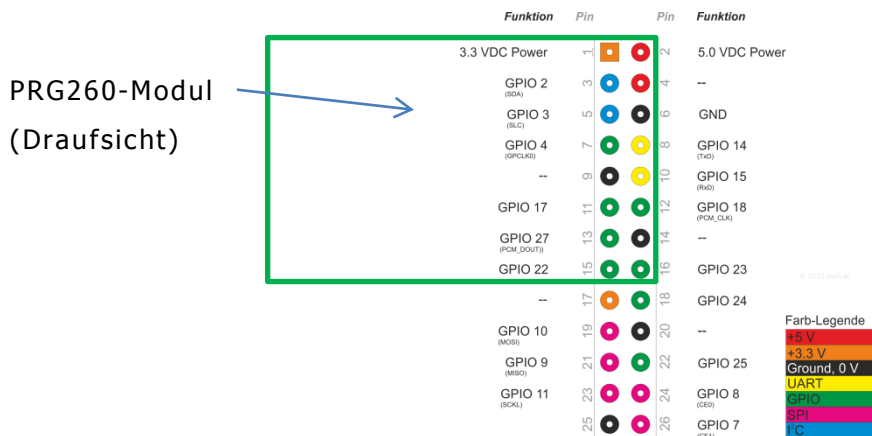 Funktion Pin Pin Funktion
3.3 VDC Power 1 2 5.0 VDC Power
PRG260-Modul
(Draufsicht)
GPIO 2 3 4 --
(SDA)
GPIO 3 5 6 GND
(SLC)
GPIO 4 7 8 GPIO 14
(GPCLK0) (TxD)
-- 9 10 GPIO 15
(RxD)
GPIO 17 11 12 GPIO 18
(PCM_CLK)
GPIO 27 13 14 --
(PCM_DOUT))
GPIO 22 15 16 GPIO 23
-- 17 18 GPIO 24
GPIO 10 19 20 --
(MOSI)
GPIO 9 21 22 GPIO 25
(MISO)
GPIO 11 23 24 GPIO 8
(SCKL) (CE0)
25 26 GPIO 7
Farb-Legende
+5 V
+3.3 V
Ground, 0 V
UART
GPIO
SPI
I²C